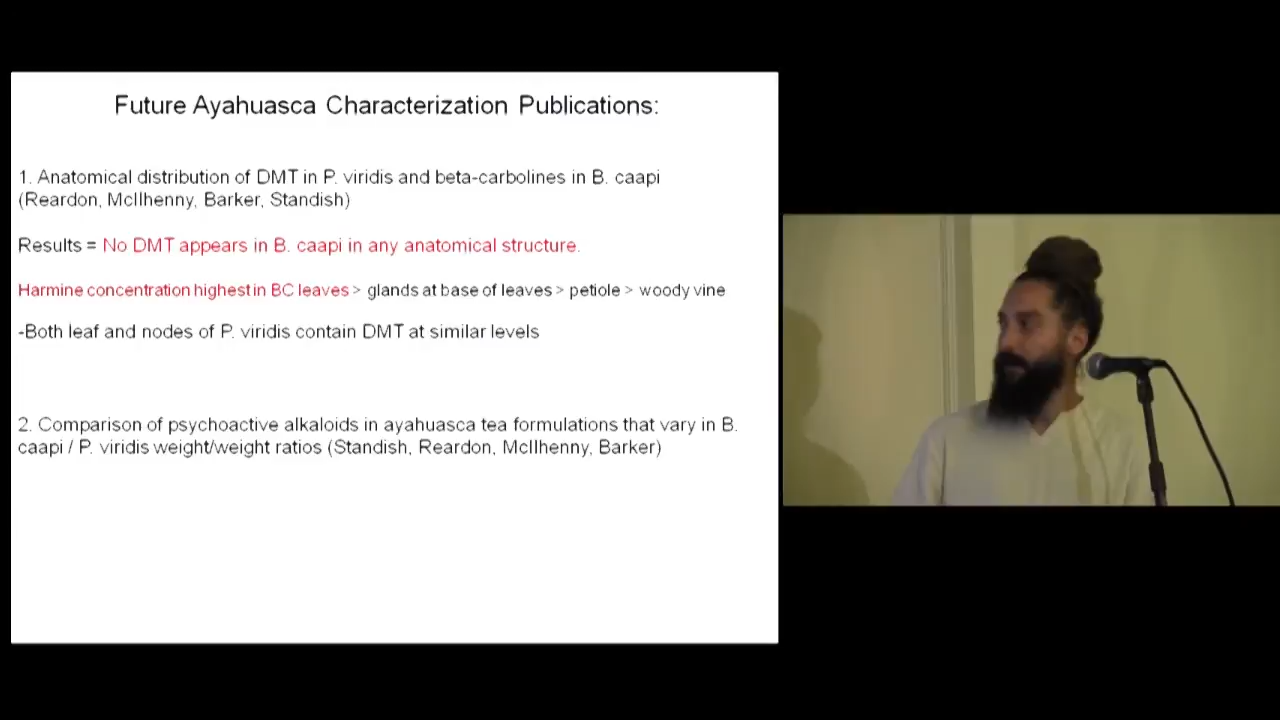 Future Ayahuasca Characterization Publications:
1. Anatomical distribution of DMT in P. viridis and beta-carbolines in B. caapi
(Reardon, McIlhenny, Barker, Standish)
Results = No DMT appears in B. caapi in any anatomical structure.
Harmine concentration highest in BC leaves > glands at base of leaves > petiole > woody vine
-Both leaf and nodes of P. viridis contain DMT at similar levels
2. Comparison of psychoactive alkaloids in ayahuasca tea formulations that vary in B.
caapi / P. viridis weight/weight ratios (Standish, Reardon, McIlhenny, Barker)